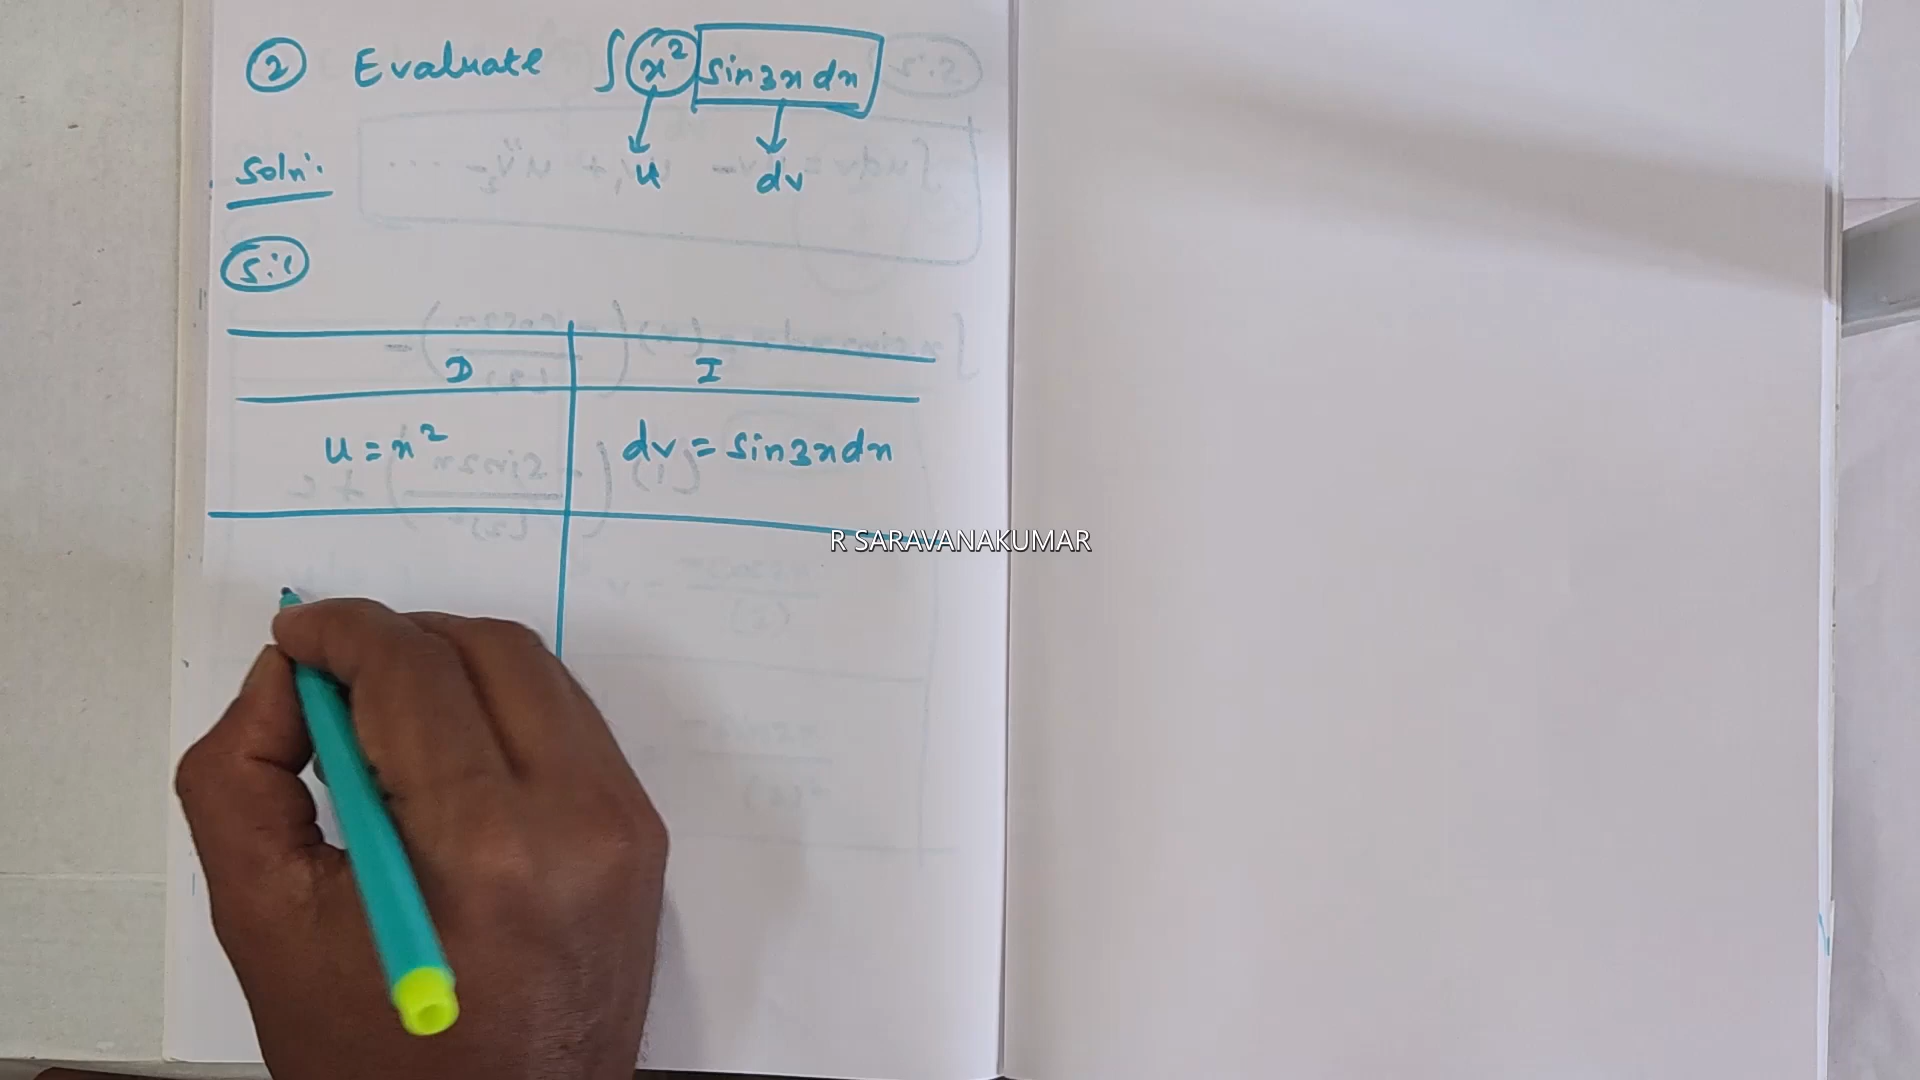 ② Evaluate ∫x² sin3x dx
u dv
Soln:
S:1
D I
u = x² dv = sin3x dx
R SARAVANAKUMAR